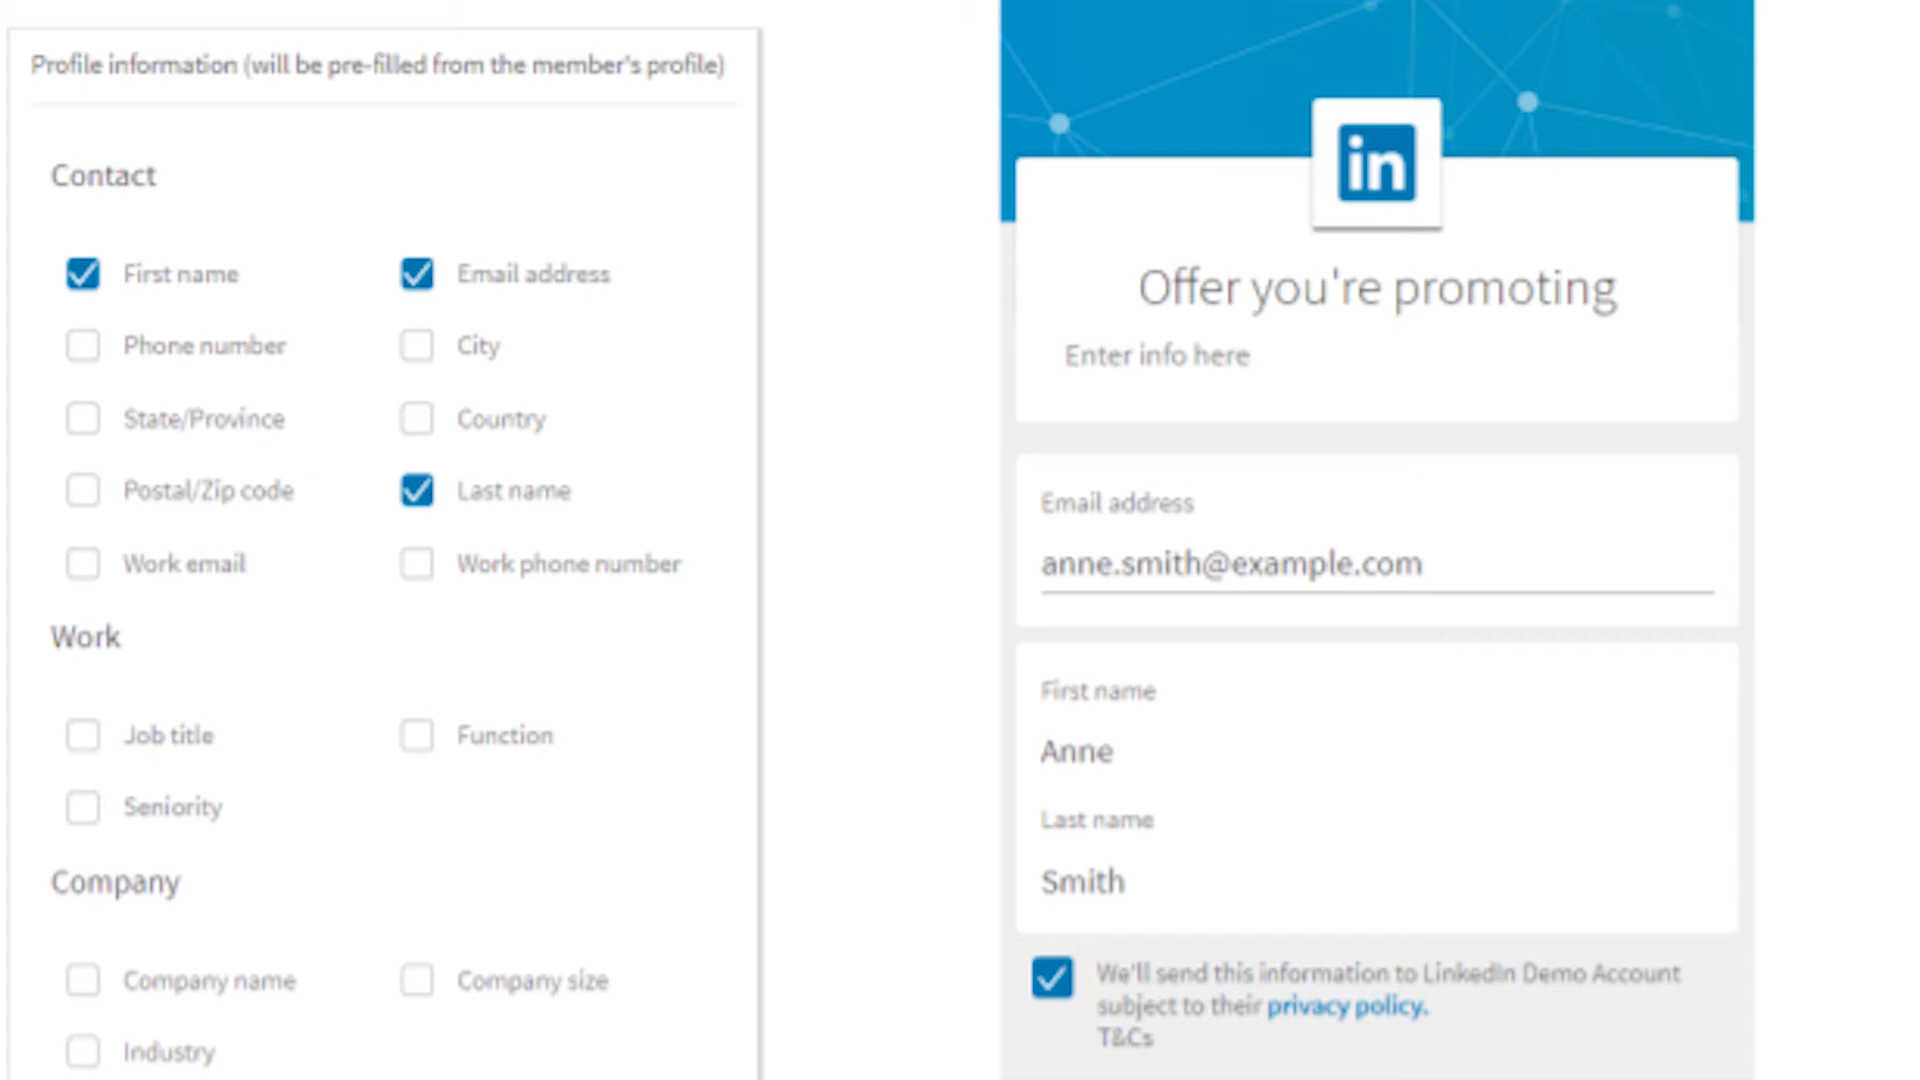 Profile information (will be pre-filled from the member's profile)
Contact
First name
Email address
Phone number
City
State/Province
Country
Postal/Zip code
Last name
Work email
Work phone number
Work
Job title
Function
Seniority
Company
Company name
Company size
Industry
in
Offer you're promoting
Enter info here
Email address
anne.smith@example.com
First name
Anne
Last name
Smith
We'll send this information to LinkedIn Demo Account
subject to their privacy policy.
T&Cs